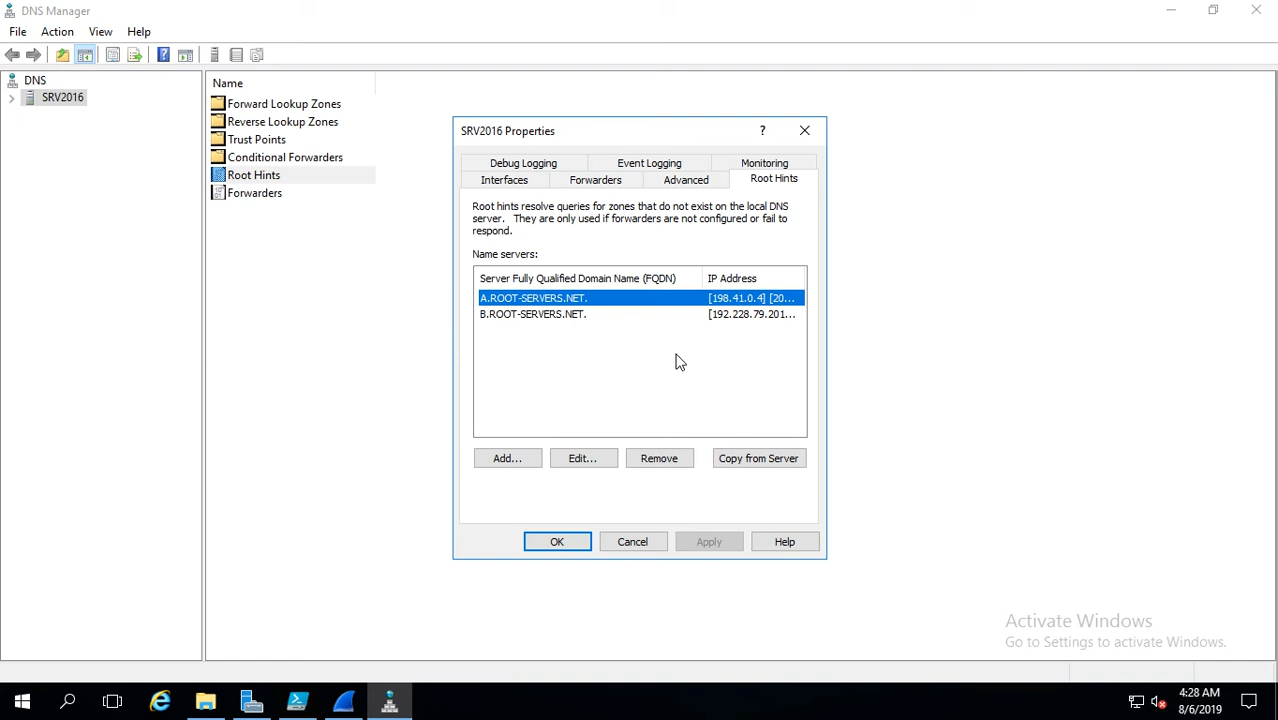 DNS Manager
File Action View Help
DNS
SRV2016
Name
Forward Lookup Zones
Reverse Lookup Zones
Trust Points
Conditional Forwarders
Root Hints
Forwarders
SRV2016 Properties
?
Debug Logging Event Logging Monitoring
Interfaces Forwarders Advanced Root Hints
Root hints resolve queries for zones that do not exist on the local DNS
server. They are only used if forwarders are not configured or fail to
respond.
Name servers:
Server Fully Qualified Domain Name (FQDN) IP Address
A.ROOT-SERVERS.NET. [198.41.0.4] [20...
B.ROOT-SERVERS.NET. [192.228.79.201...
Add... Edit... Remove Copy from Server
OK Cancel Apply Help
Activate Windows
Go to Settings to activate Windows.
4:28 AM
8/6/2019